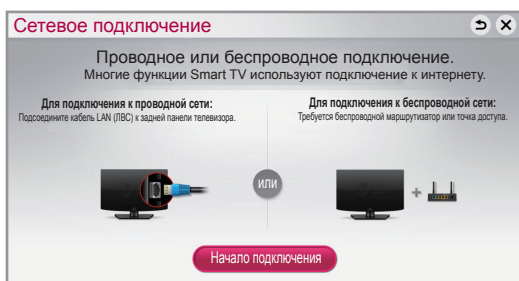 Сетевое подключение
Проводное или беспроводное подключение.
Многие функции Smart TV используют подключение к интернету.
Для подключения к проводной сети:
Подсоедините кабель LAN (ЛВС) к задней панели телевизора.
Для подключения к беспроводной сети:
Требуется беспроводной маршрутизатор или точка доступа.
или
Начало подключения